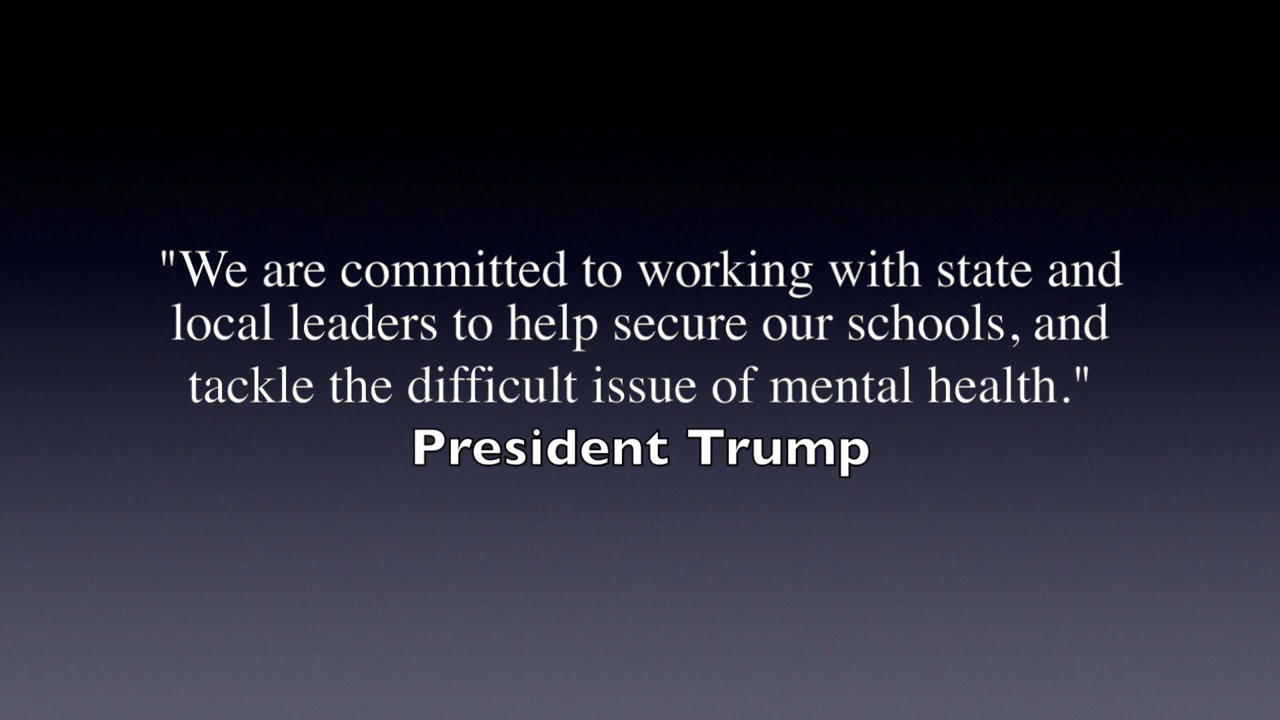 "We are committed to working with state and
local leaders to help secure our schools, and
tackle the difficult issue of mental health."
President Trump